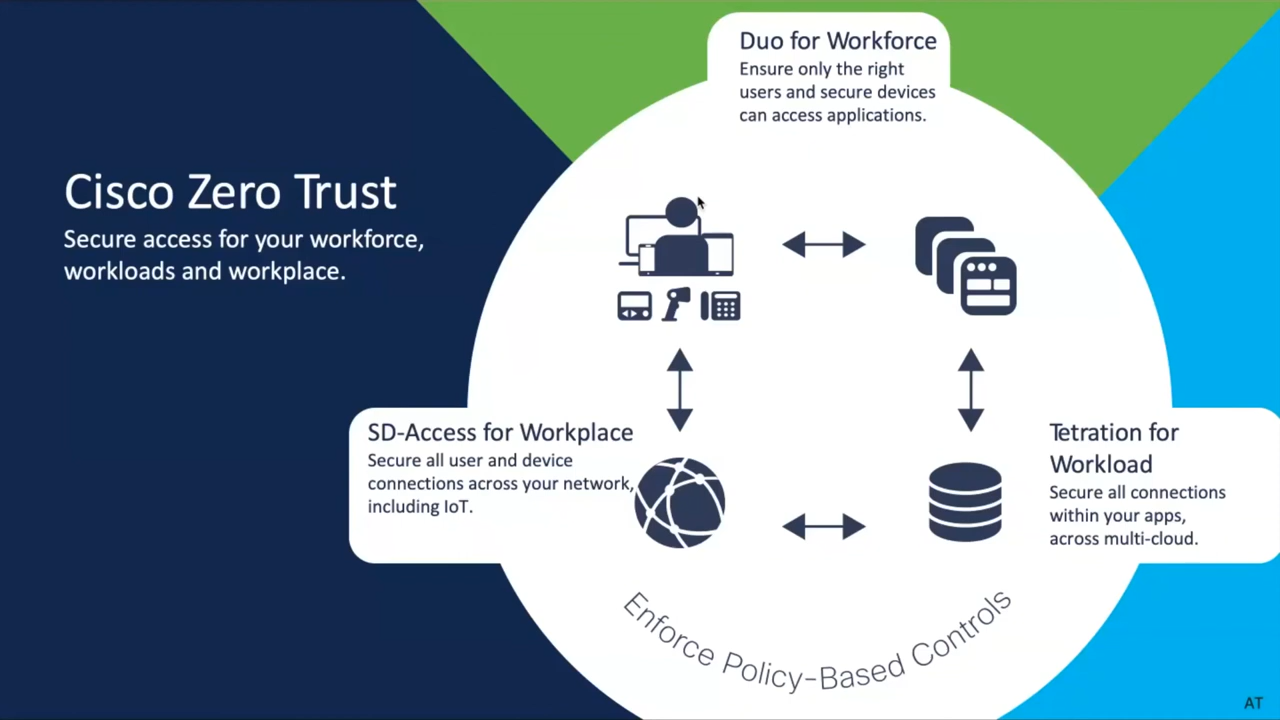 Duo for Workforce
Ensure only the right
users and secure devices
can access applications.
Cisco Zero Trust
Secure access for your workforce,
workloads and workplace.
SD-Access for Workplace
Secure all user and device
connections across your network,
including IoT.
Tetration for
Workload
Secure all connections
within your apps,
across multi-cloud.
Enforce Policy-Based Controls
AT